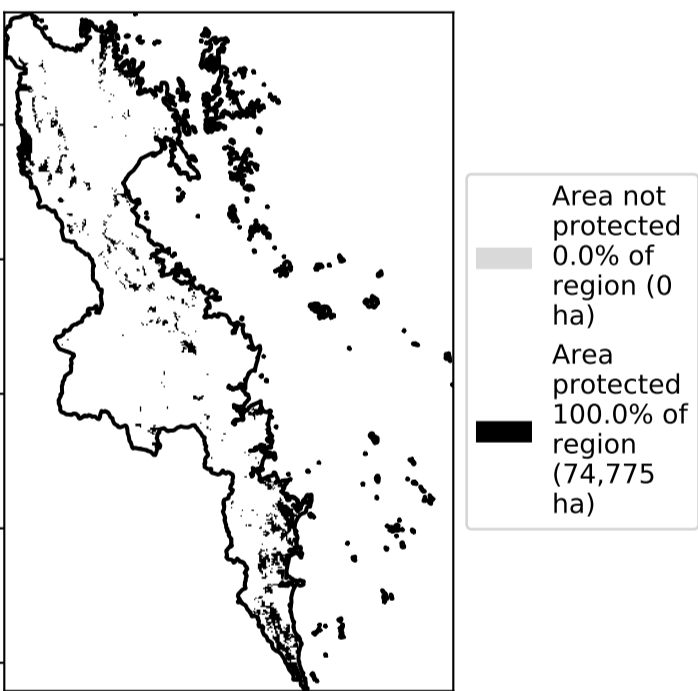 Area not
protected
0.0% of
region (0
ha)
Area
protected
100.0% of
region
(74,775
ha)